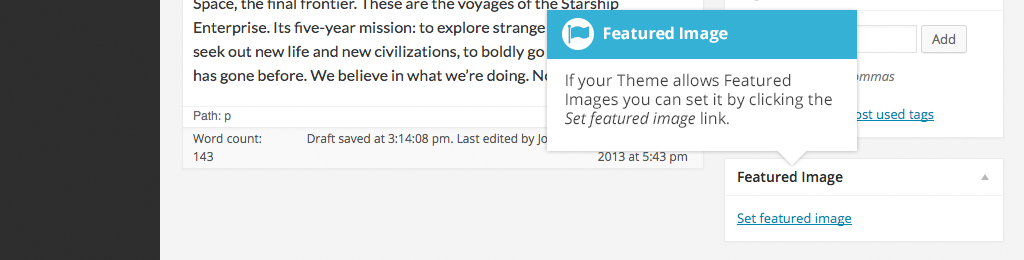 Space, the final frontier. These are the voyages of the Starship
Enterprise. Its five-year mission: to explore strange
seek out new life and new civilizations, to boldly go
has gone before. We believe in what we're doing.
Path: p
Word count:
143
Draft saved at 3:14:08 pm. Last edited by
2013 at 5:43 pm
Featured Image
If your Theme allows Featured
Images you can set it by clicking the
Set featured image link.
Add
used tags
Featured Image
Set featured image